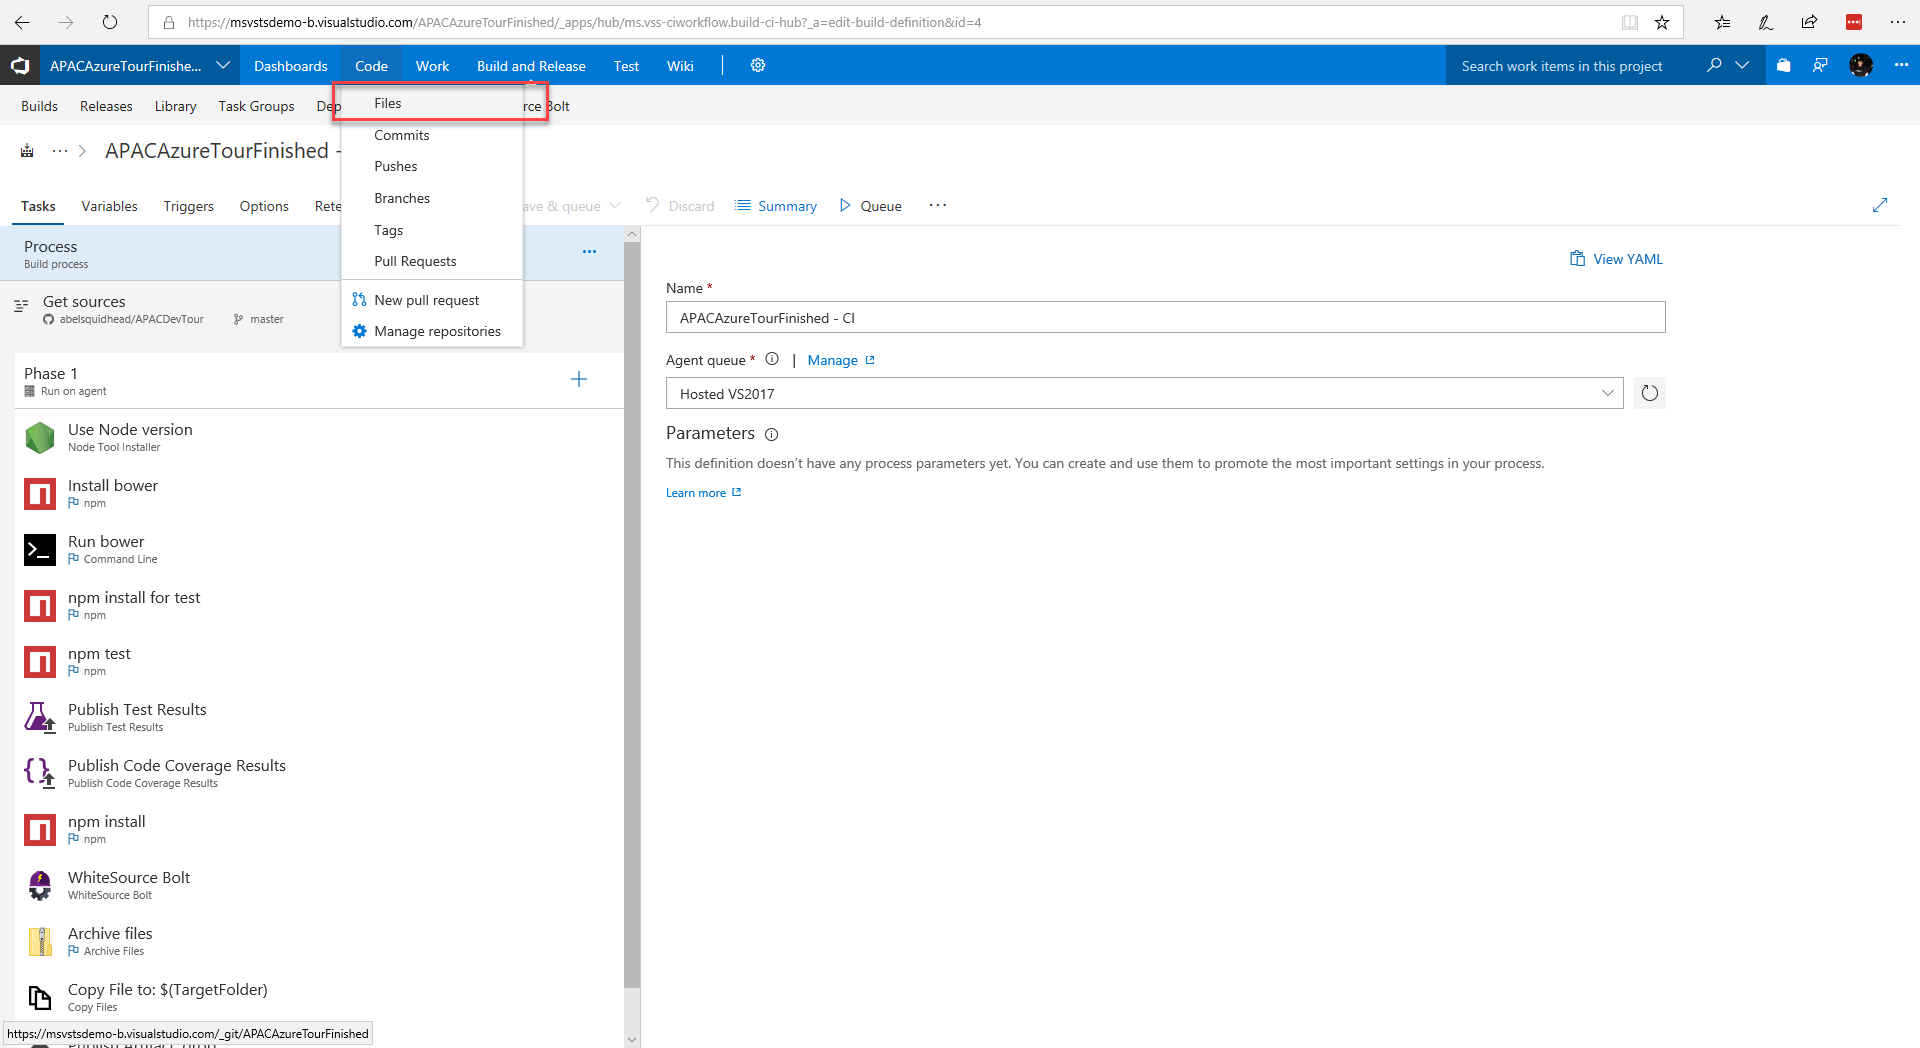 https://msvstsdemo-b.visualstudio.com/APACAzureTourFinished/_apps/hub/ms.vss-ciworkflow.build-ci-hub?_a=edit-build-definition&id=4
APACAzureTourFinishe... Dashboards Code Work Build and Release Test Wiki Search work items in this project
Builds Releases Library Task Groups Dep rce Bolt
Files
Commits
Pushes
Branches
Tags
Pull Requests
New pull request
Manage repositories
... > APACAzureTourFinished -
Tasks Variables Triggers Options Rete ave & queue Discard Summary Queue ...
Process
Build process
Get sources
abelsquidhead/APACDevTour master
Phase 1
Run on agent
Use Node version
Node Tool Installer
Install bower
npm
Run bower
Command Line
npm install for test
npm
npm test
npm
Publish Test Results
Publish Test Results
Publish Code Coverage Results
Publish Code Coverage Results
npm install
npm
WhiteSource Bolt
WhiteSource Bolt
Archive files
Archive Files
Copy File to: $(TargetFolder)
Copy Files
https://msvstsdemo-b.visualstudio.com/_git/APACAzureTourFinished
View YAML
Name *
APACAzureTourFinished - CI
Agent queue * | Manage
Hosted VS2017
Parameters
This definition doesn't have any process parameters yet. You can create and use them to promote the most important settings in your process.
Learn more